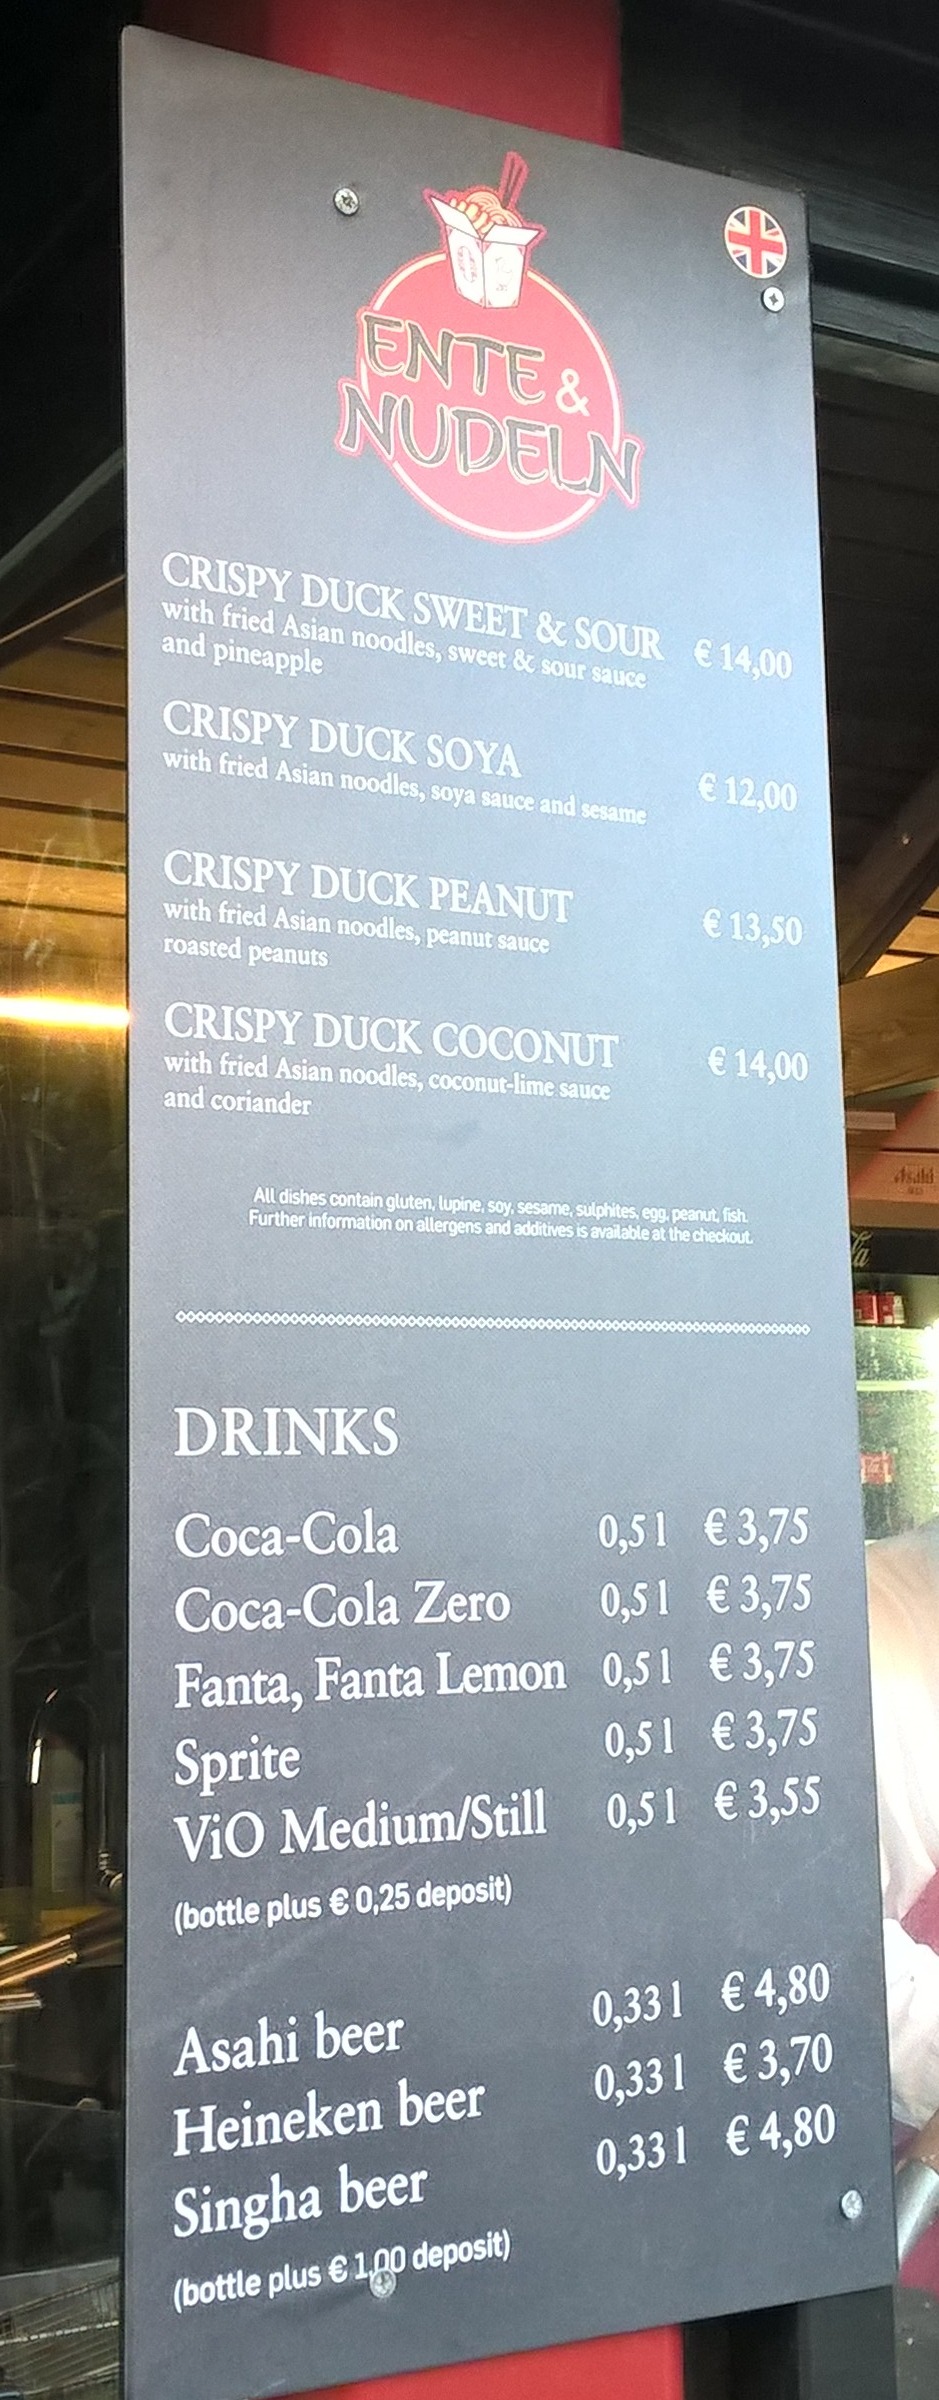 ENTE &
NUDELN
CRISPY DUCK SWEET & SOUR € 14,00
with fried Asian noodles, sweet & sour sauce
and pineapple
CRISPY DUCK SOYA € 12,00
with fried Asian noodles, soya sauce and sesame
CRISPY DUCK PEANUT € 13,50
with fried Asian noodles, peanut sauce
roasted peanuts
CRISPY DUCK COCONUT € 14,00
with fried Asian noodles, coconut-lime sauce
and coriander
All dishes contain gluten, lupine, soy, sesame, sulphites, egg, peanut, fish.
Further information on allergens and additives is available at the checkout.
DRINKS
Coca-Cola 0,5 l € 3,75
Coca-Cola Zero 0,5 l € 3,75
Fanta, Fanta Lemon 0,5 l € 3,75
Sprite 0,5 l € 3,75
ViO Medium/Still 0,5 l € 3,55
(bottle plus € 0,25 deposit)
Asahi beer 0,33 l € 4,80
Heineken beer 0,33 l € 3,70
Singha beer 0,33 l € 4,80
(bottle plus € 1,00 deposit)
Asahi